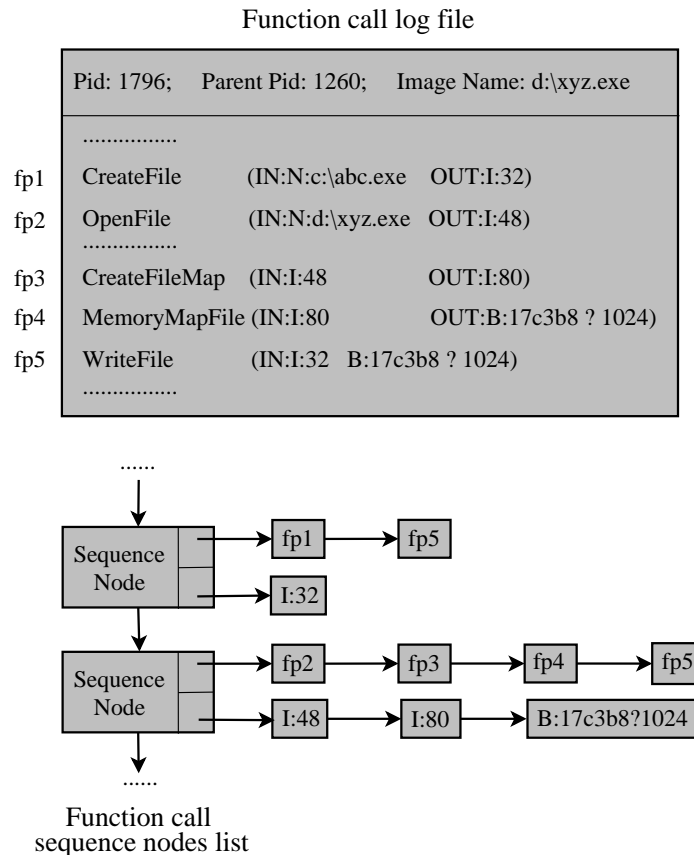 Function call log file
Pid: 1796; Parent Pid: 1260; Image Name: d:\xyz.exe
................
fp1 CreateFile (IN:N:c:\abc.exe OUT:I:32)
fp2 OpenFile (IN:N:d:\xyz.exe OUT:I:48)
................
fp3 CreateFileMap (IN:I:48 OUT:I:80)
fp4 MemoryMapFile (IN:I:80 OUT:B:17c3b8 ? 1024)
fp5 WriteFile (IN:I:32 B:17c3b8 ? 1024)
................
......
Sequence
Node
fp1 fp5
I:32
Sequence
Node
fp2 fp3 fp4 fp5
I:48 I:80 B:17c3b8?1024
......
Function call
sequence nodes list